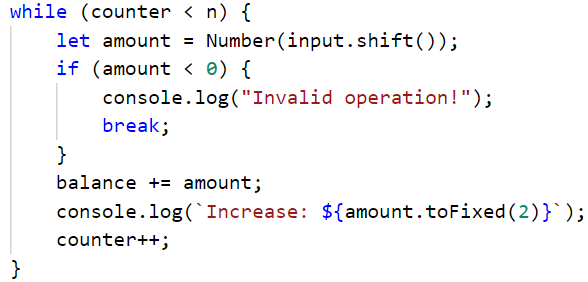 while (counter < n) {
    let amount = Number(input.shift());
    if (amount < 0) {
        console.log("Invalid operation!");
        break;
    }
    balance += amount;
    console.log(`Increase: ${amount.toFixed(2)}`);
    counter++;
}